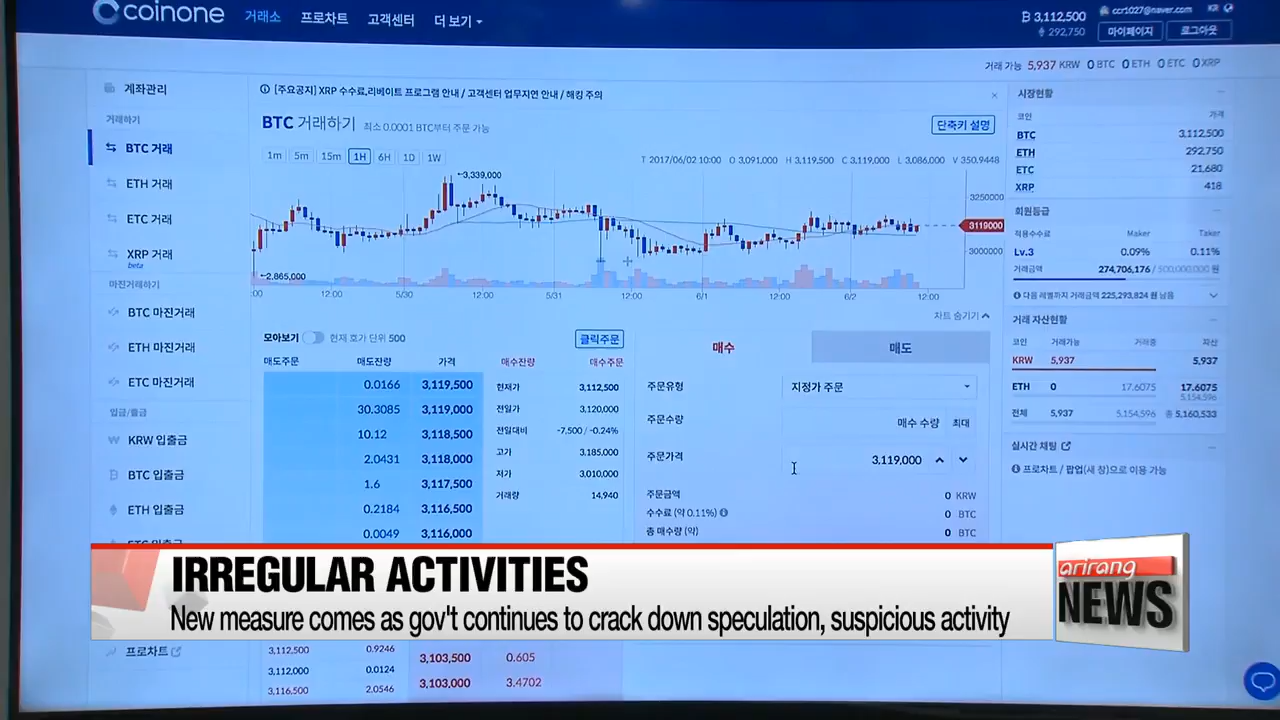 coinone 거래소 프로차트 고객센터 더 보기
₿ 3,112,500
292,750
ccr1027@naver.com KR
마이페이지 로그아웃
거래 가능 5,937 KRW 0 BTC 0 ETH 0 ETC 0 XRP
계좌관리
거래하기
BTC 거래
ETH 거래
ETC 거래
XRP 거래
beta
마진거래하기
BTC 마진거래
ETH 마진거래
ETC 마진거래
입금/출금
KRW 입출금
BTC 입출금
ETH 입출금
프로차트
[주요공지] XRP 수수료,리베이트 프로그램 안내 / 고객센터 업무지연 안내 / 해킹 주의
BTC 거래하기 최소 0.0001 BTC부터 주문 가능
단축키 설명
1m 5m 15m 1H 6H 1D 1W
T 2017/06/02 10:00 O 3,091,000 H 3,119,500 C 3,119,000 L 3,086,000 V 350.9448
←3,339,000
3250000
3119000
3000000
←2,865,000
:00 12:00 5/30 12:00 5/31 12:00 6/1 12:00 6/2 12:00
차트 숨기기
모아보기 현재 호가 단위 500
클릭주문
매도주문 매도잔량 가격 매수잔량 매수주문
0.0166 3,119,500
30.3085 3,119,000
10.12 3,118,500
2.0431 3,118,000
1.6 3,117,500
0.2184 3,116,500
0.0049 3,116,000
현재가 3,112,500
전일가 3,120,000
전일대비 -7,500 / -0.24%
고가 3,185,000
저가 3,010,000
거래량 14,940
3,112,500 0.9246
3,112,000 0.0124
3,116,500 2.0546
3,103,500 0.605
3,103,000 3.4702
매수 매도
주문유형 지정가 주문
주문수량 매수 수량 최대
주문가격 3,119,000
주문금액 0 KRW
수수료 (약 0.11%) 0 BTC
총 매수량 (약) 0 BTC
시장현황
코인 가격
BTC 3,112,500
ETH 292,750
ETC 21,680
XRP 418
회원등급
적용수수료 Maker Taker
Lv.3 0.09% 0.11%
거래금액 274,706,176 / 500,000,000 원
다음 레벨까지 거래금액 225,293,824 원 남음
거래 자산현황
코인 거래가능 거래중 자산
KRW 5,937 5,937
ETH 0 17.6075 17.6075
5,154,596
전체 5,937 5,154,596 총 5,160,533
실시간 채팅
프로차트 / 팝업(새 창)으로 이용 가능
IRREGULAR ACTIVITIES
New measure comes as gov't continues to crack down speculation, suspicious activity
arirang
NEWS